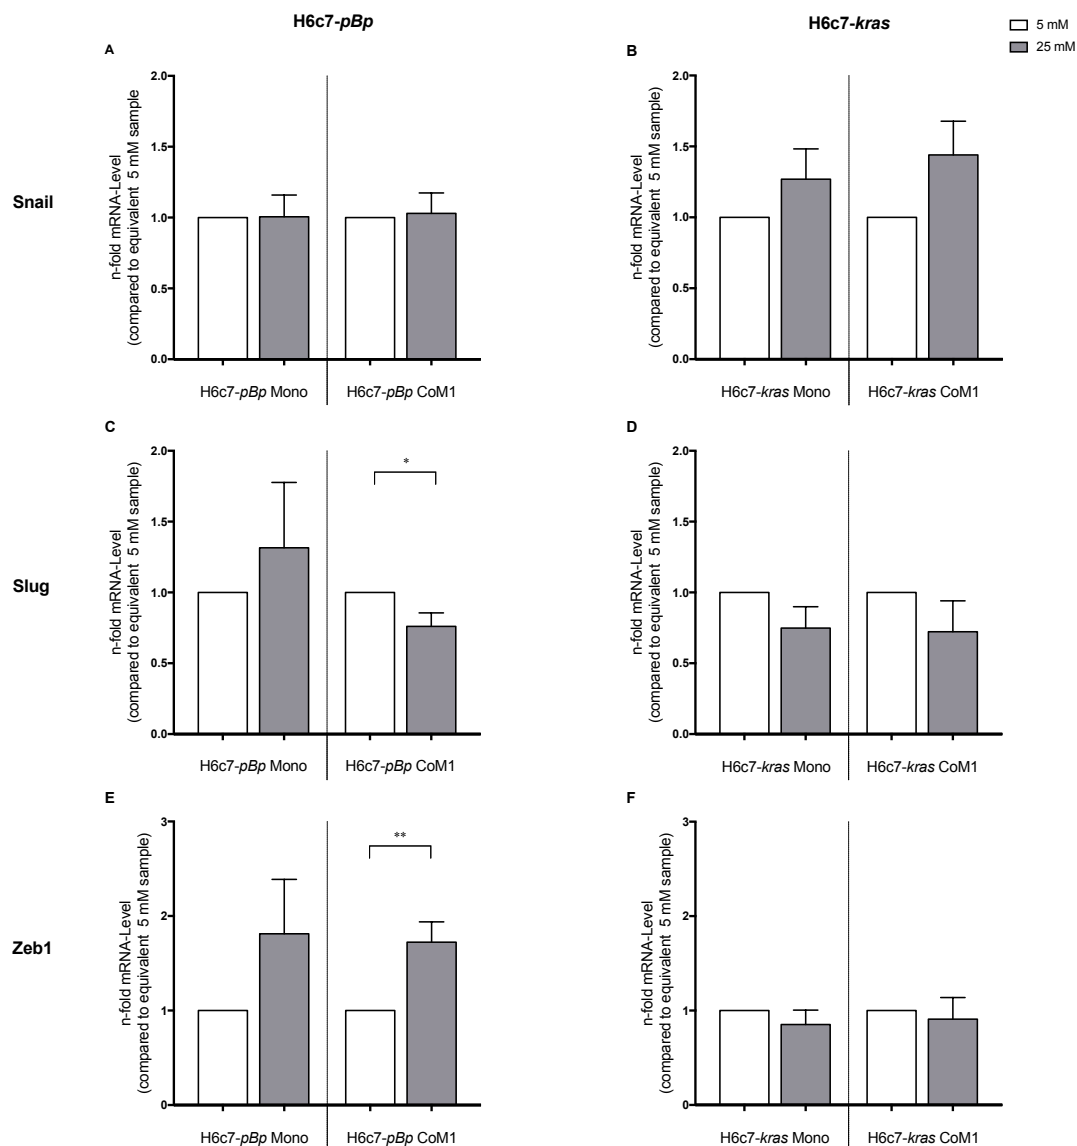 H6c7-pBp
H6c7-kras
5 mM
25 mM
Snail
A
n-fold mRNA-Level
(compared to equivalent 5 mM sample
2.0
1.5
1.0
0.5
0.0
H6c7-pBp Mono
H6c7-pBp CoM1
B
n-fold mRNA-Level
(compared to equivalent 5 mM sample)
2.0
1.5
1.0
0.5
0.0
H6c7-kras Mono
H6c7-kras CoM1
Slug
C
n-fold mRNA-Level
(compared to equivalent 5 mM sample)
2.0
1.5
1.0
0.5
0.0
*
H6c7-pBp Mono
H6c7-pBp CoM1
D
n-fold mRNA-Level
(compared to equivalent 5 mM sample)
2.0
1.5
1.0
0.5
0.0
H6c7-kras Mono
H6c7-kras CoM1
Zeb1
E
n-fold mRNA-Level
(compared to equivalent 5 mM sample)
3
2
1
0
**
H6c7-pBp Mono
H6c7-pBp CoM1
F
n-fold mRNA-Level
(compared to equivalent 5 mM sample)
3
2
1
0
H6c7-kras Mono
H6c7-kras CoM1